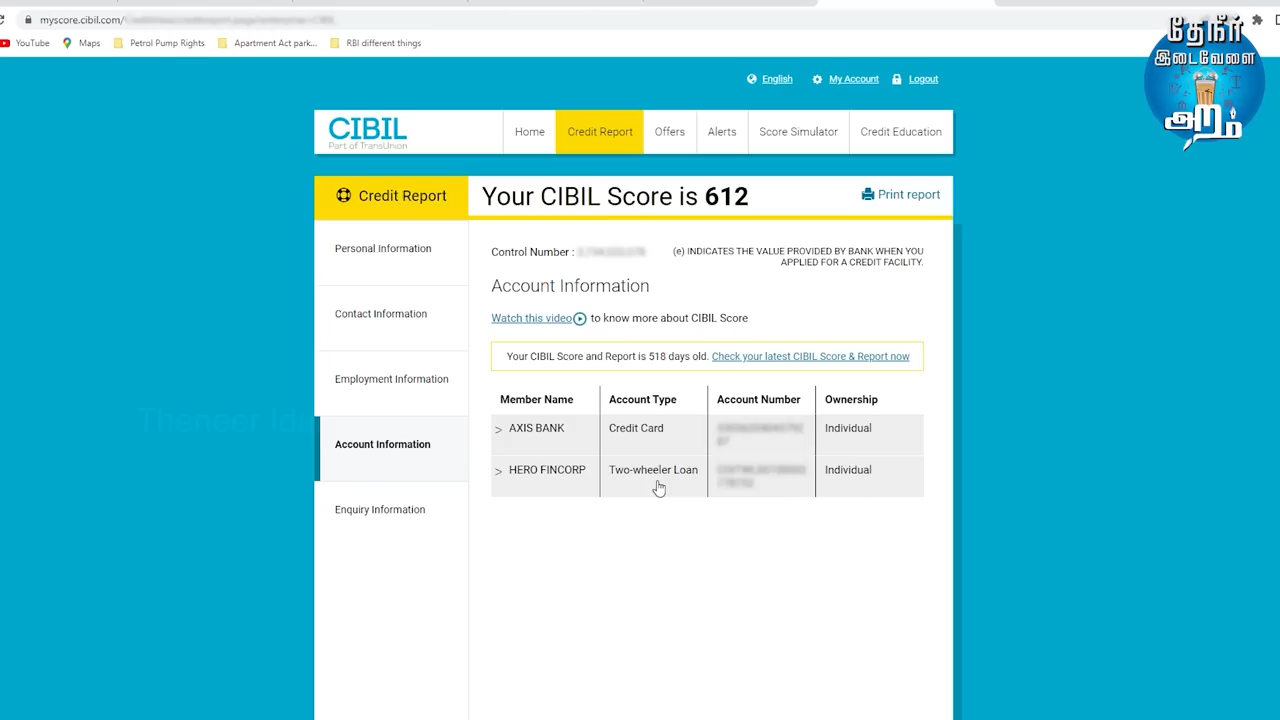 myscore.cibil.com/
YouTube Maps Petrol Pump Rights Apartment Act park... RBI different things
தேநீர்
இடைவேளை
அறம்
English My Account Logout
CIBIL
Part of TransUnion
Home Credit Report Offers Alerts Score Simulator Credit Education
Credit Report
Your CIBIL Score is 612
Print report
Personal Information
Contact Information
Employment Information
Account Information
Enquiry Information
Control Number :
(e) INDICATES THE VALUE PROVIDED BY BANK WHEN YOU
APPLIED FOR A CREDIT FACILITY.
Account Information
Watch this video to know more about CIBIL Score
Your CIBIL Score and Report is 518 days old. Check your latest CIBIL Score & Report now
Member Name Account Type Account Number Ownership
> AXIS BANK Credit Card Individual
> HERO FINCORP Two-wheeler Loan Individual
Theneer